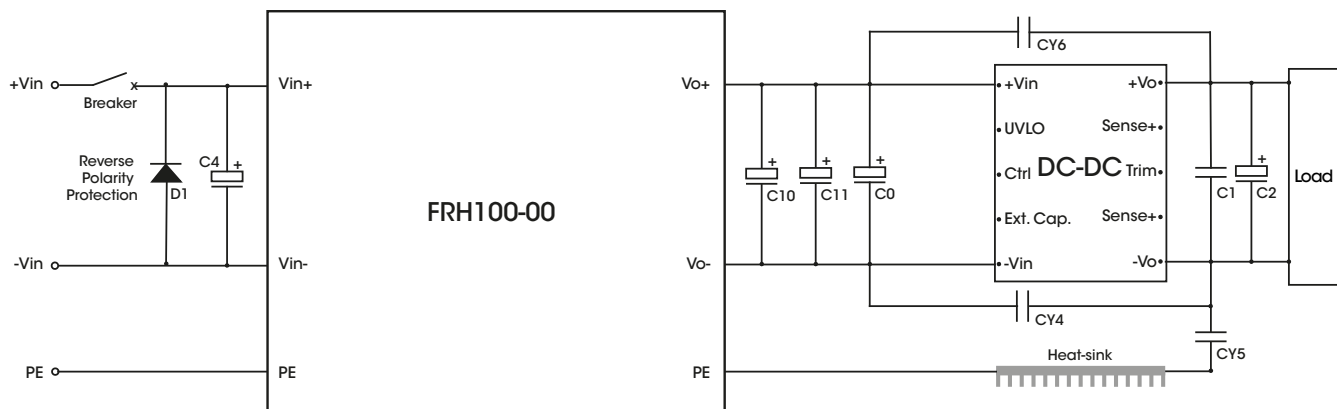 CY6
+Vin
Breaker
x
Vin+
Vo+
+Vin
+Vo
UVLO
Sense+
Reverse
Polarity
Protection
D1
C4
+
+
C10
+
C11
+
C0
Ctrl
DC-DC
Trim
C1
+
C2
Load
FRH100-00
Ext. Cap.
Sense+
-Vin
Vin-
Vo-
-Vin
-Vo
CY4
CY5
Heat-sink
PE
PE
PE